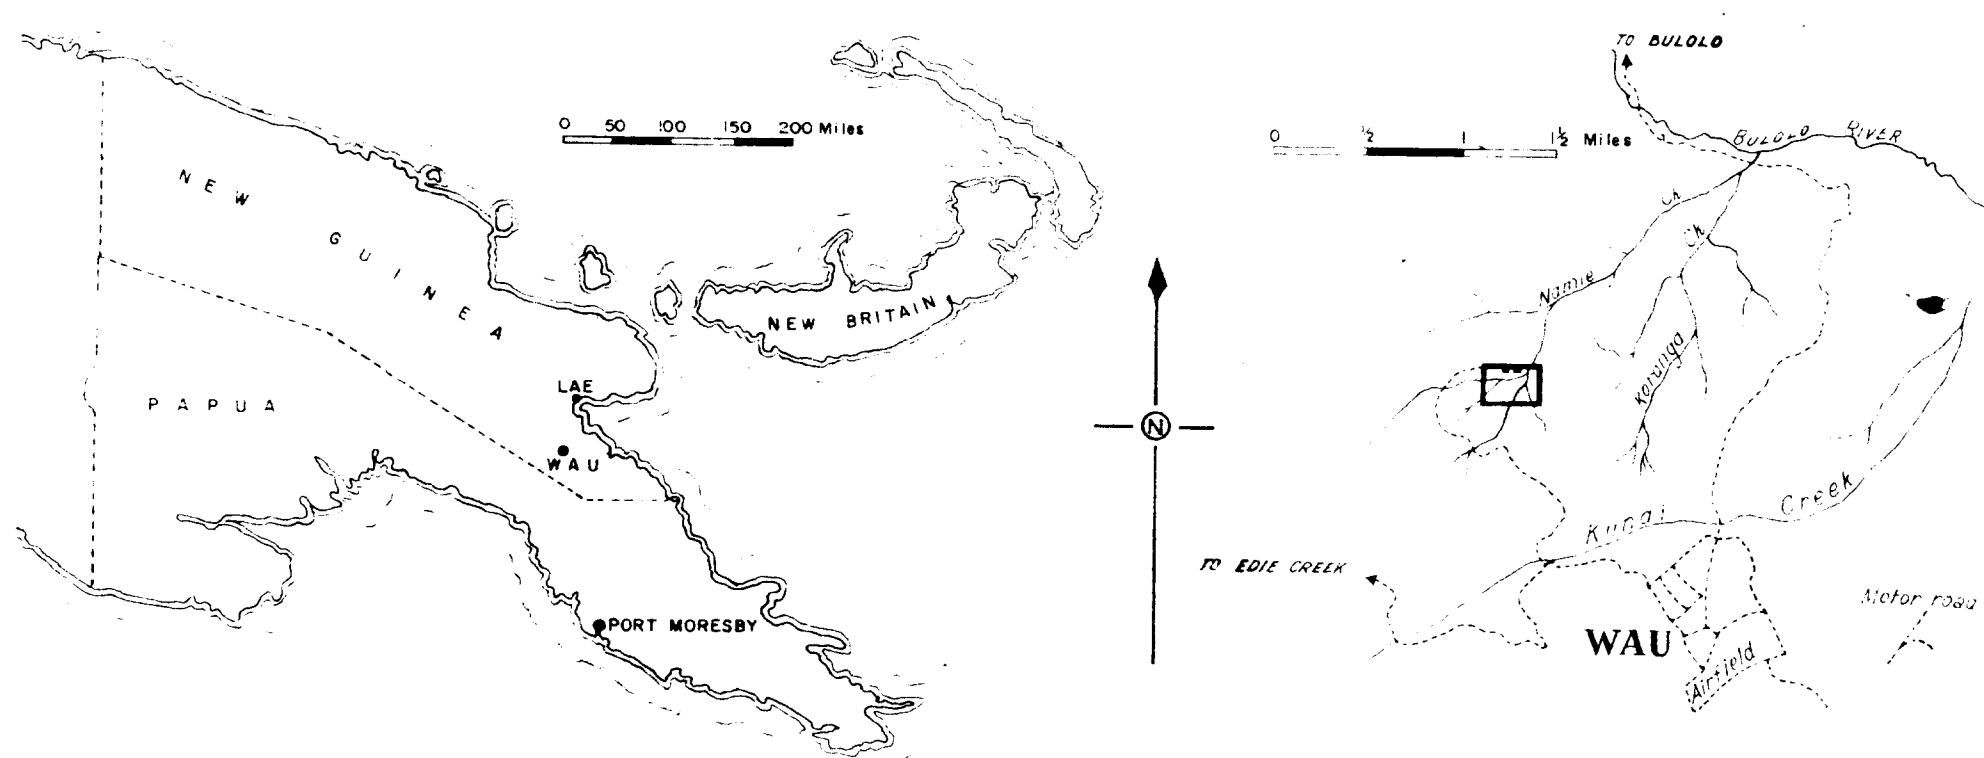 0 50 100 150 200 Miles
NEW GUINEA
NEW BRITAIN
LAE
WAU
PAPUA
PORT MORESBY
N
TO BULOLO
0 ½ 1 1½ Miles
BULOLO RIVER
Namie Ck
Koranga Ck
Kungi Creek
TO EDIE CREEK
WAU
Airfield
Motor road